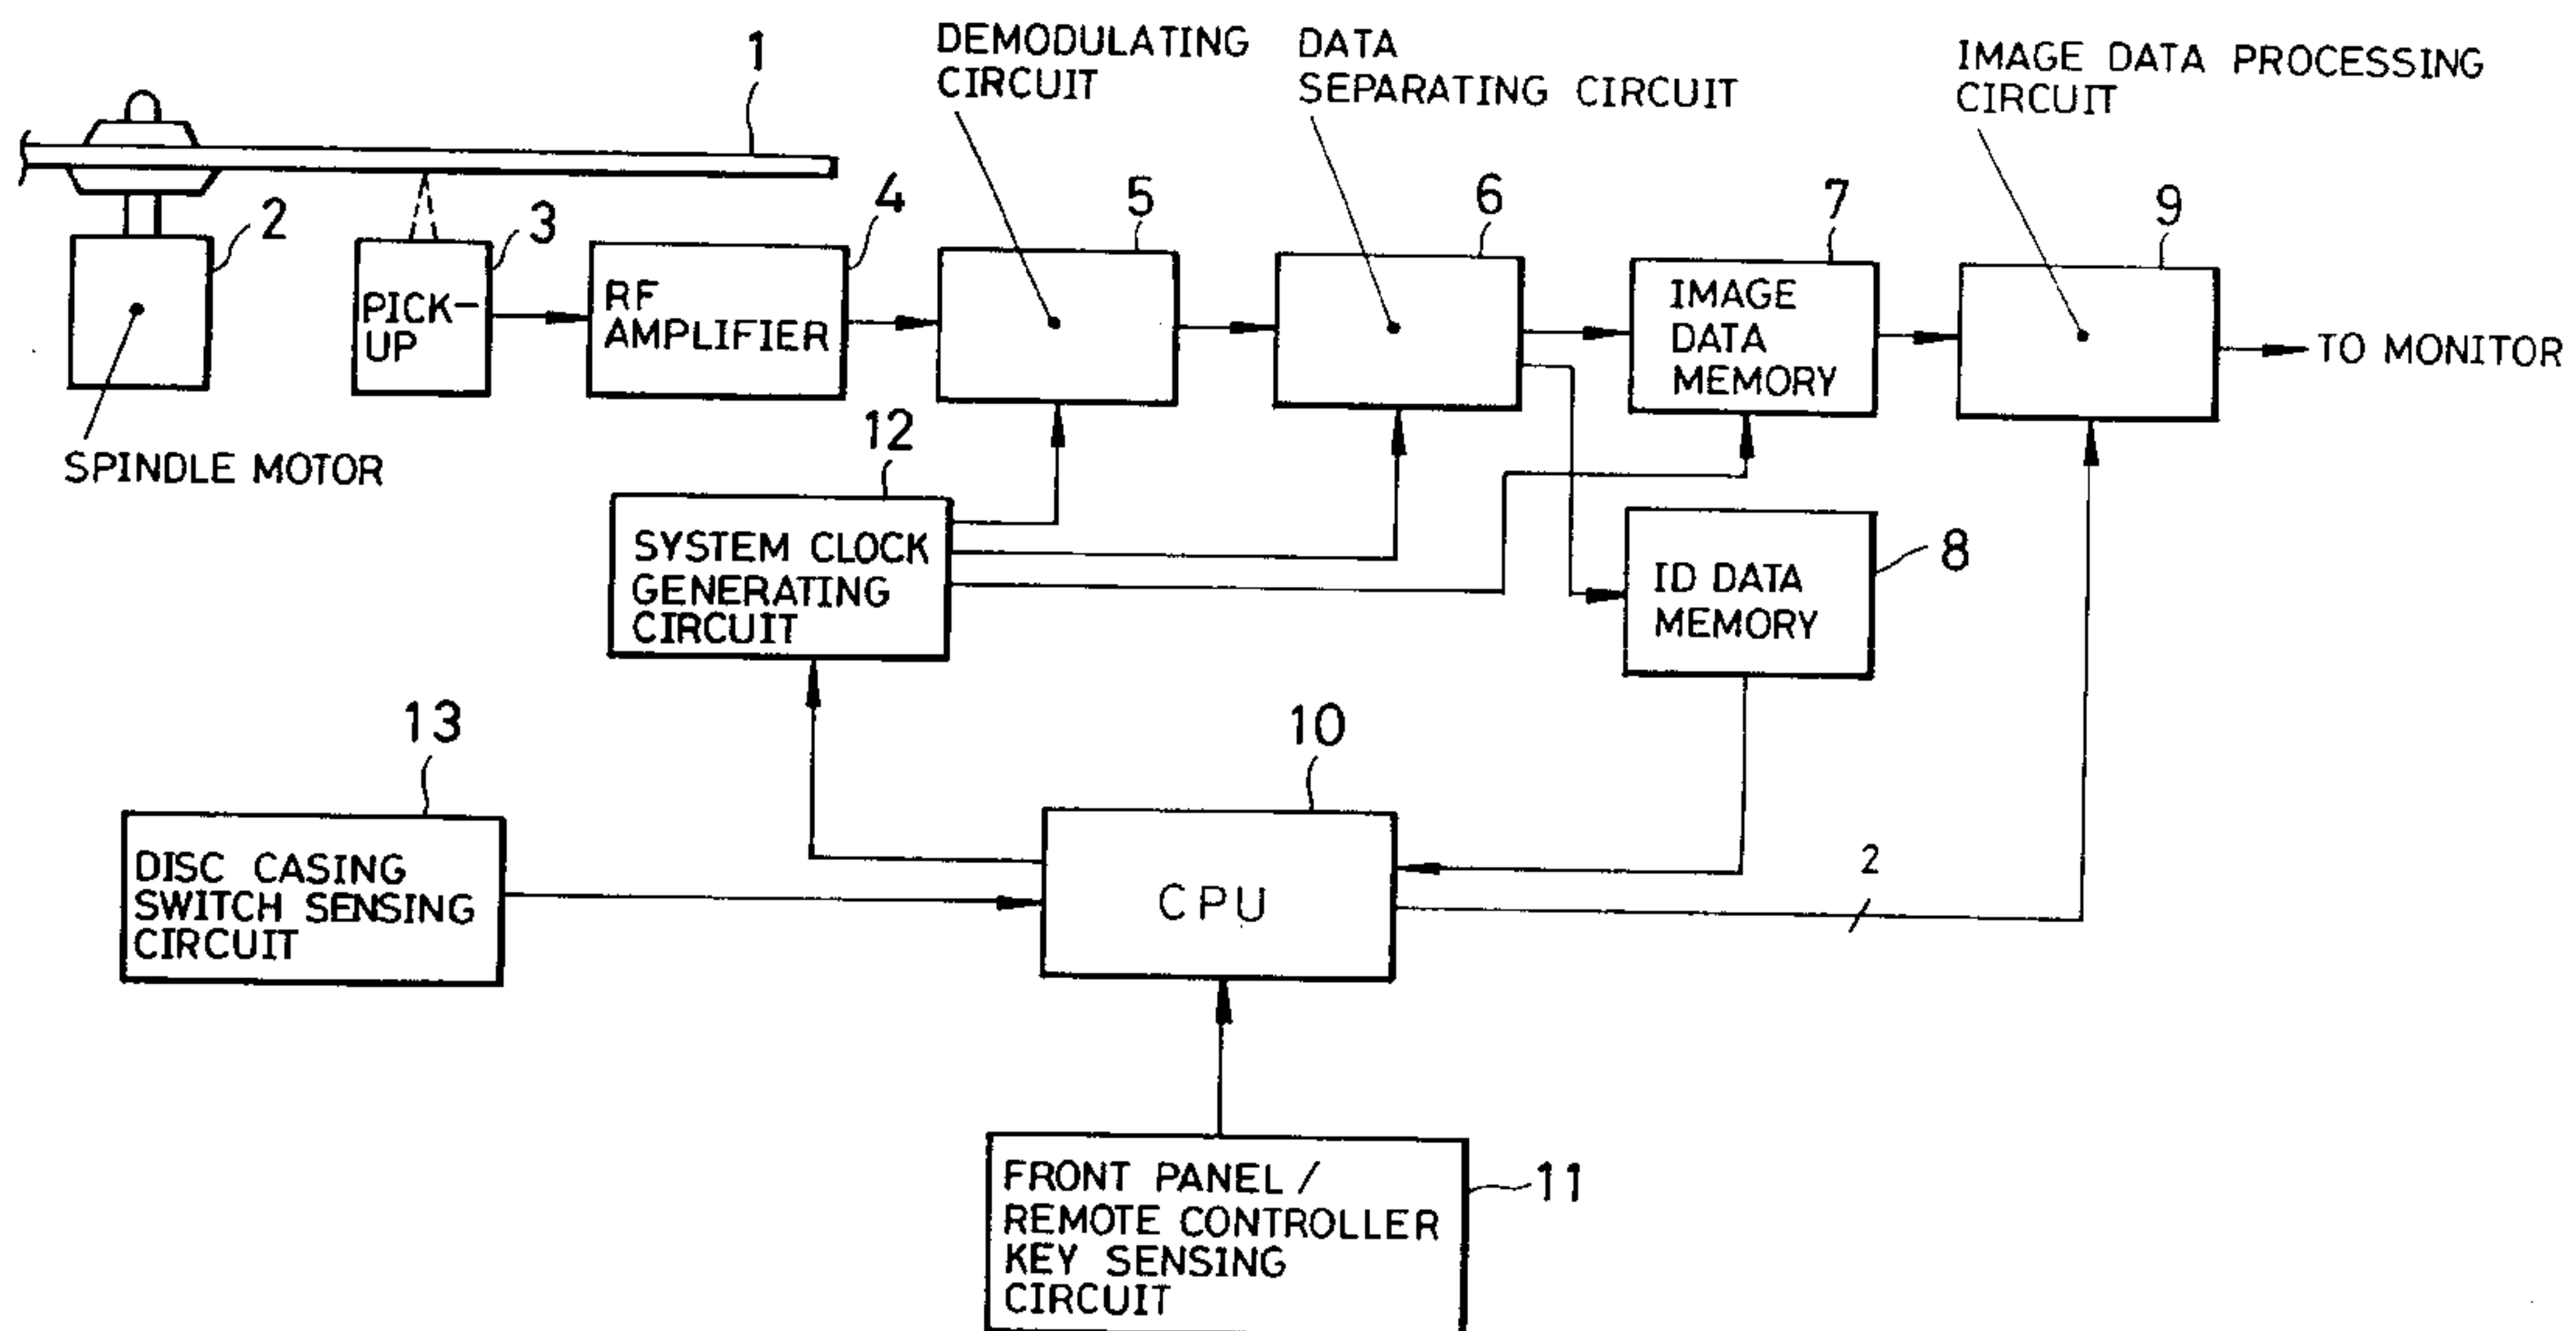 1
DEMODULATING
CIRCUIT
DATA
SEPARATING CIRCUIT
IMAGE DATA PROCESSING
CIRCUIT
2
3
4
5
6
7
9
PICK-
UP
RF
AMPLIFIER
IMAGE
DATA
MEMORY
TO MONITOR
SPINDLE MOTOR
12
SYSTEM CLOCK
GENERATING
CIRCUIT
ID DATA
MEMORY
8
13
10
DISC CASING
SWITCH SENSING
CIRCUIT
CPU
2
FRONT PANEL /
REMOTE CONTROLLER
KEY SENSING
CIRCUIT
11